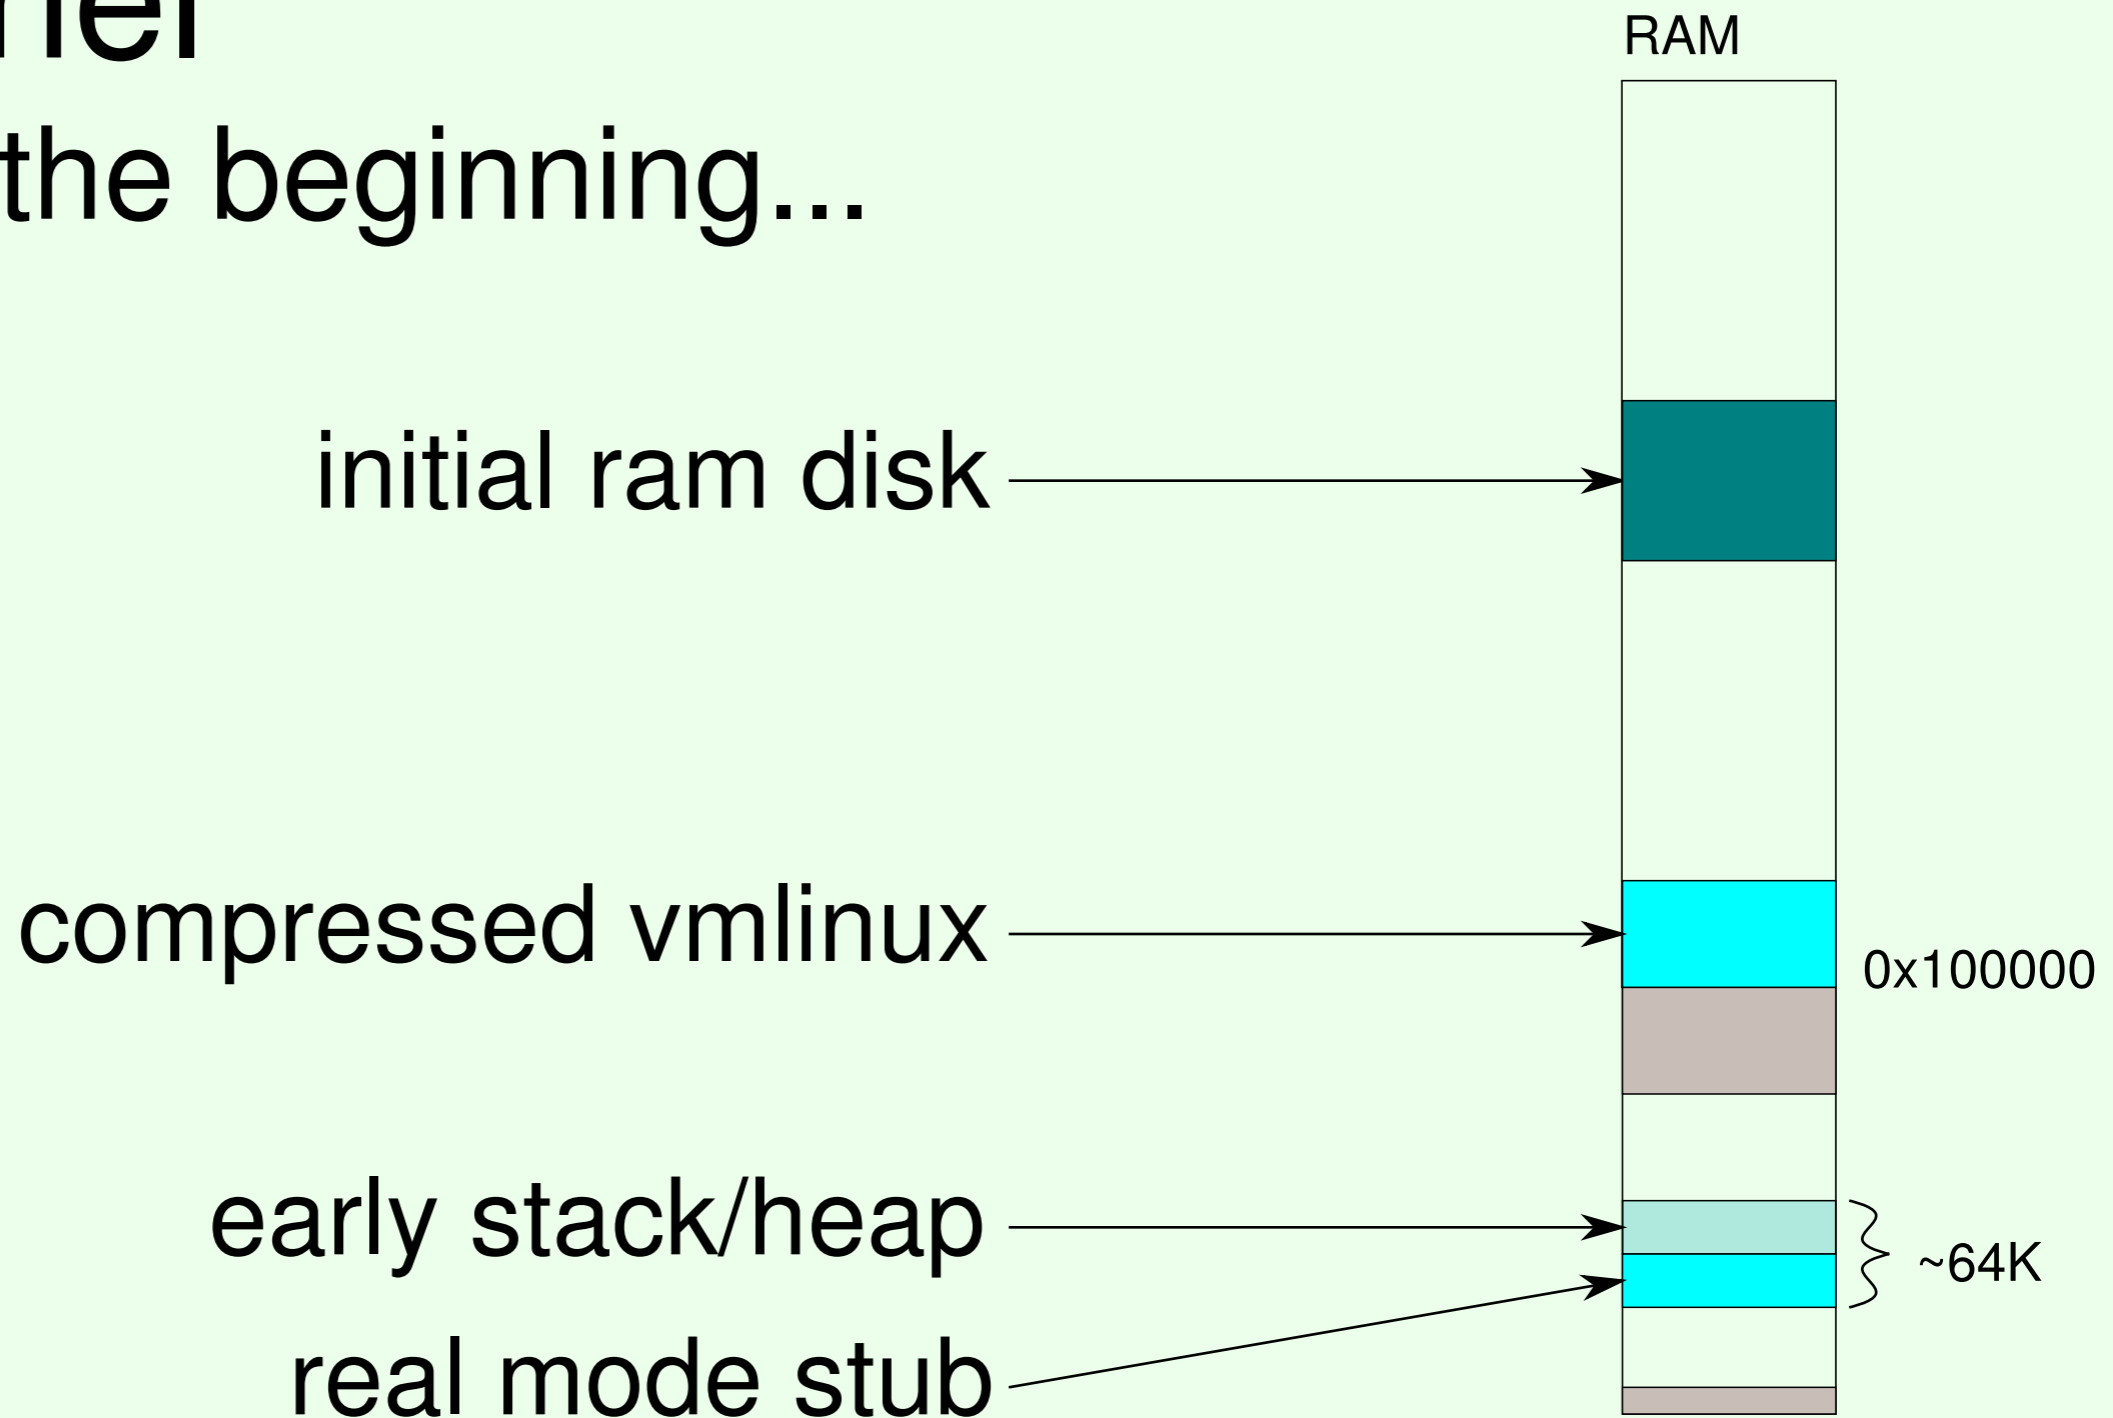 RAM
the beginning...
initial ram disk
compressed vmlinux
0x100000
early stack/heap
~64K
real mode stub